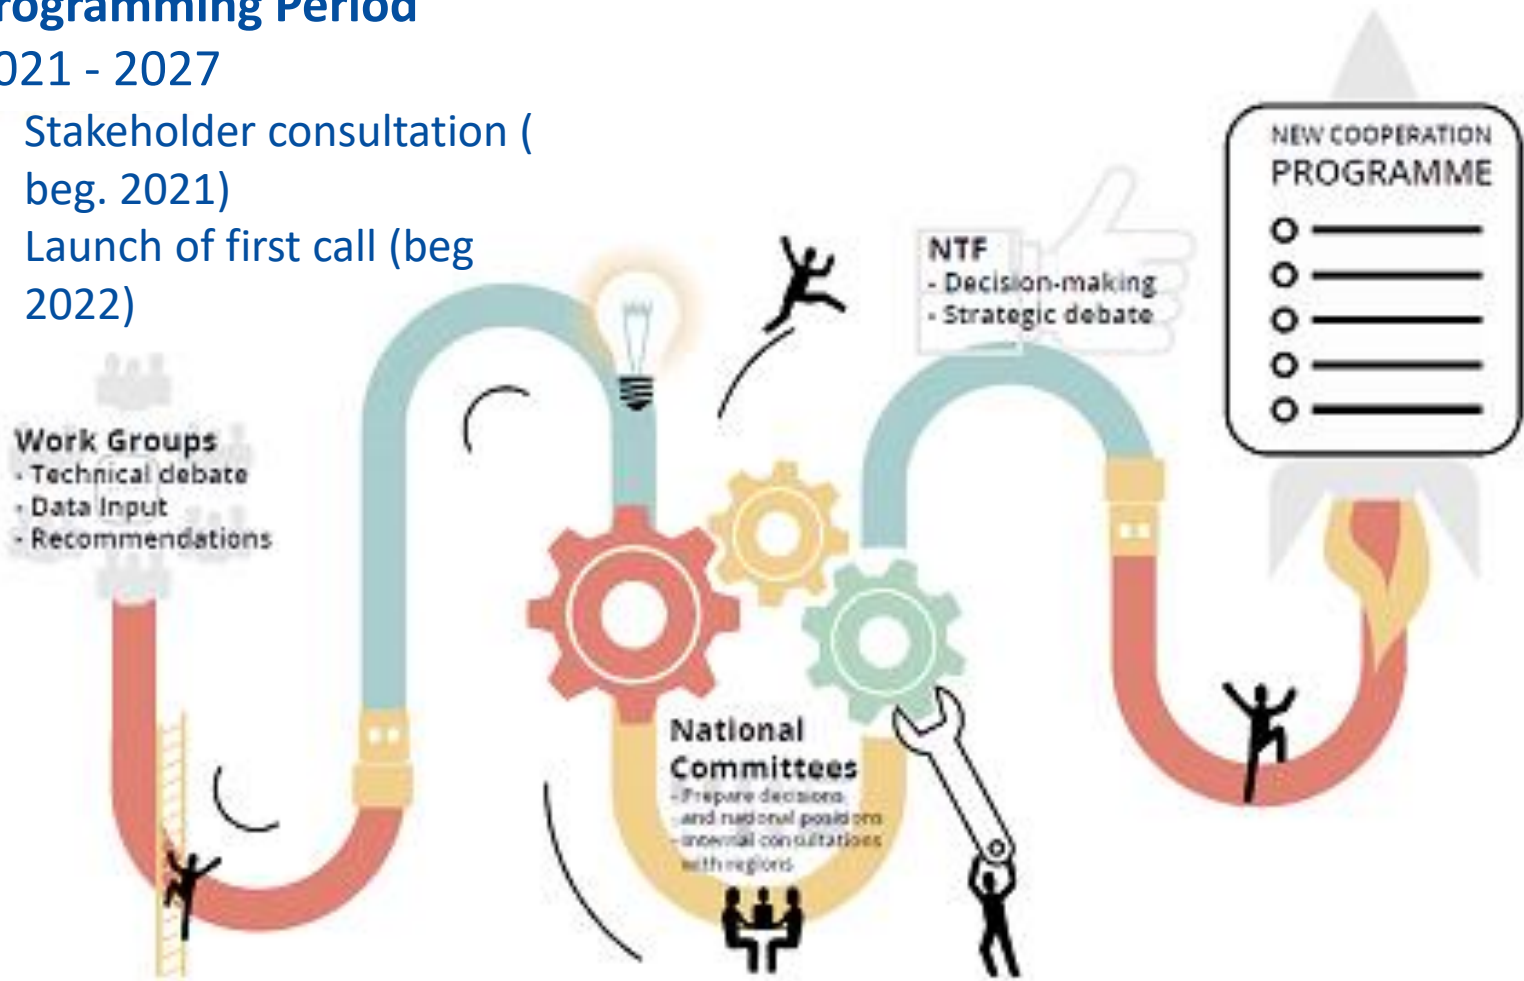 rogramming Period
021 - 2027
Stakeholder consultation (
beg. 2021)
Launch of first call (beg
2022)
Work Groups
- Technical debate
- Data Input
- Recommendations
National
Committees
- Prepare decisions
- and national positions
- Internal consultations
with regions
NTF
- Decision-making
- Strategic debate
NEW COOPERATION
PROGRAMME